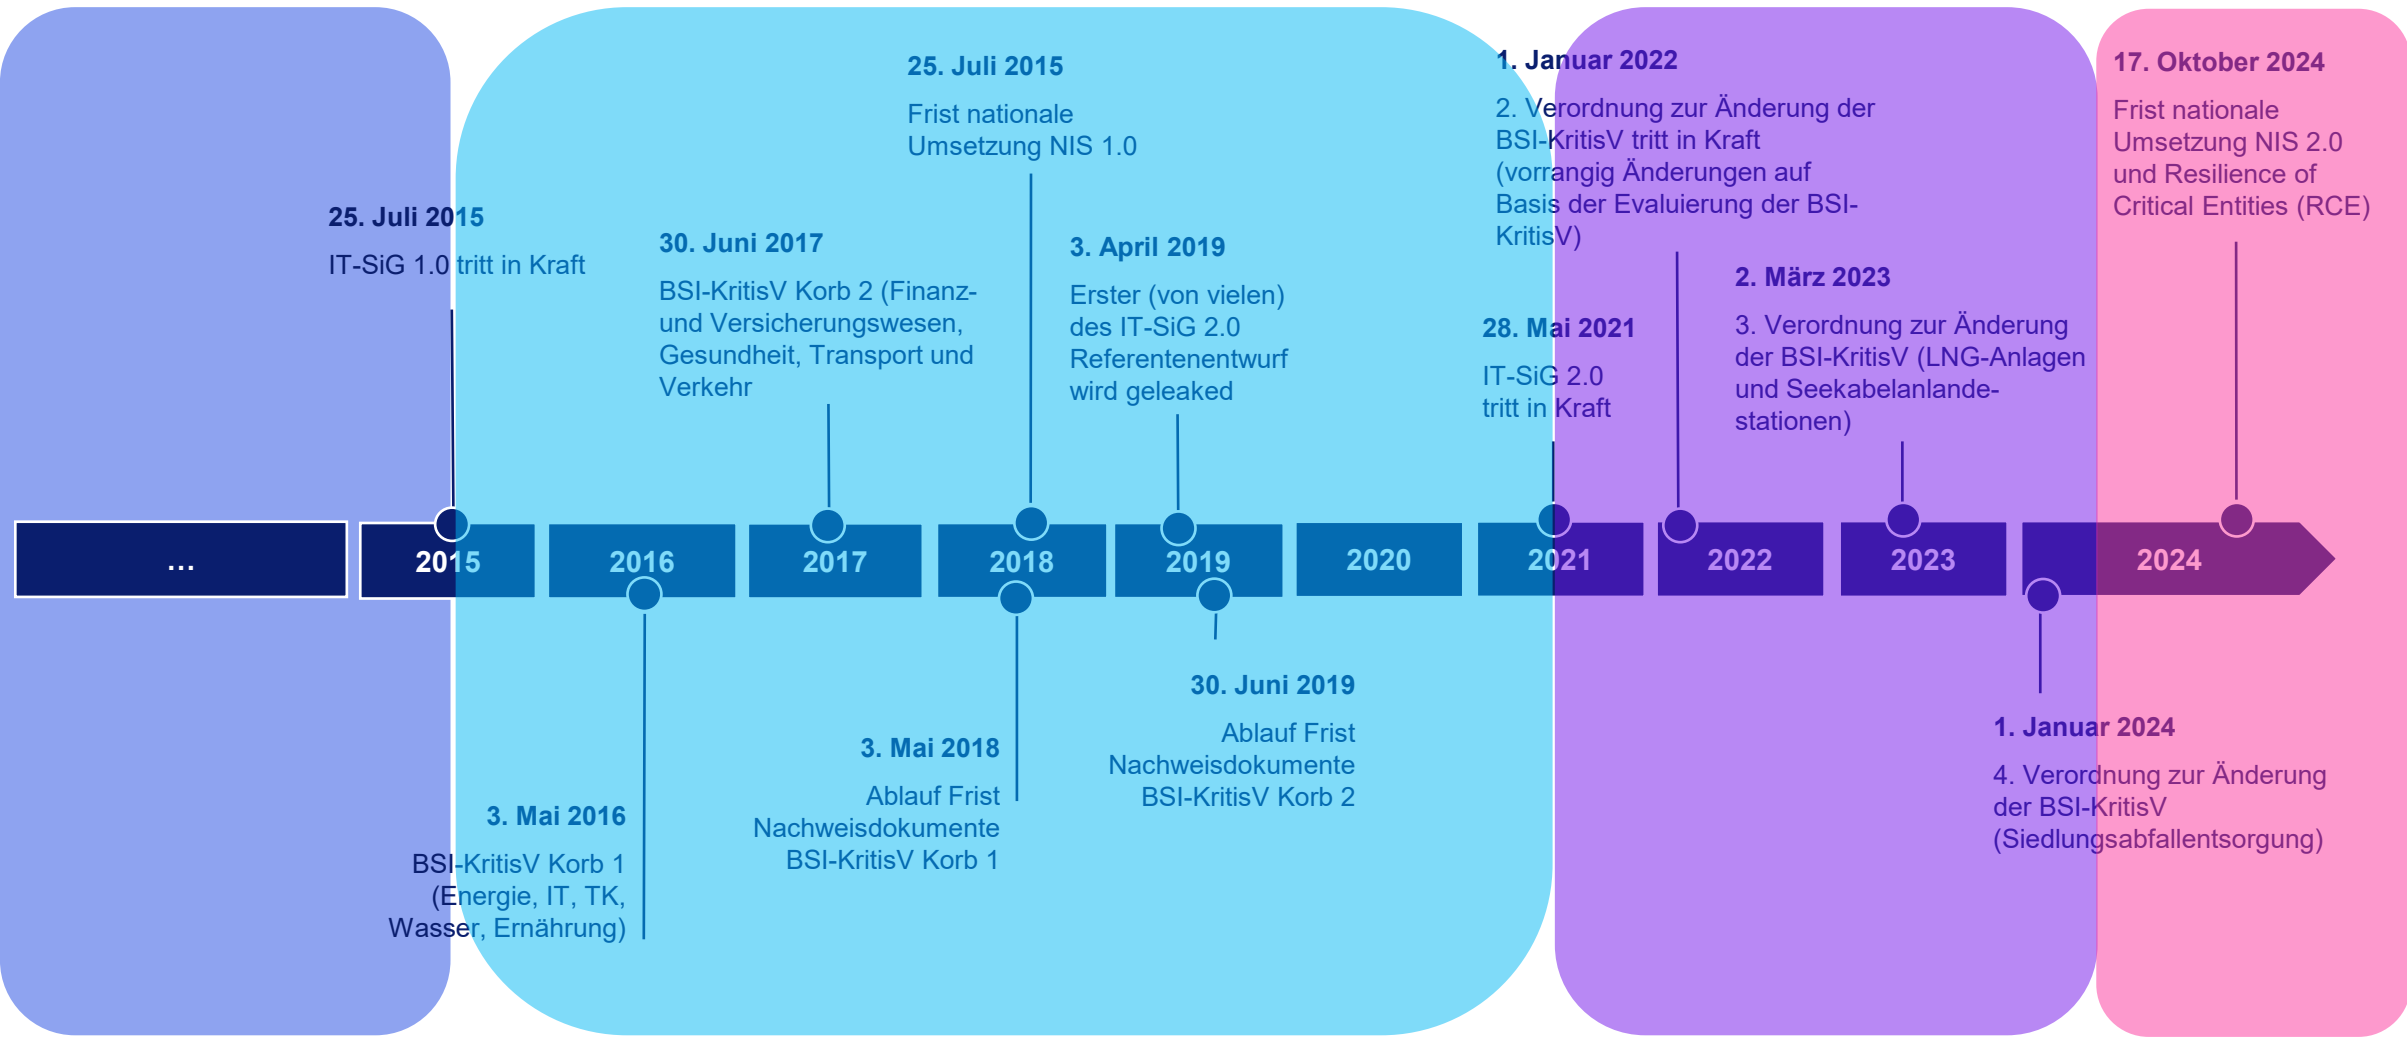 25. Juli 2015
IT-SiG 1.0 tritt in Kraft
30. Juni 2017
BSI-KritisV Korb 2 (Finanz-
und Versicherungswesen,
Gesundheit, Transport und
Verkehr
25. Juli 2015
Frist nationale
Umsetzung NIS 1.0
3. April 2019
Erster (von vielen)
des IT-SiG 2.0
Referentenentwurf
wird geleaked
1. Januar 2022
2. Verordnung zur Änderung der
BSI-KritisV tritt in Kraft
(vorrangig Änderungen auf
Basis der Evaluierung der BSI-
KritisV)
28. Mai 2021
IT-SiG 2.0
tritt in Kraft
2. März 2023
3. Verordnung zur Änderung
der BSI-KritisV (LNG-Anlagen
und Seekabelanlande-
stationen)
17. Oktober 2024
Frist nationale
Umsetzung NIS 2.0
und Resilience of
Critical Entities (RCE)
...
2015
2016
2017
2018
2019
2020
2021
2022
2023
2024
3. Mai 2016
BSI-KritisV Korb 1
(Energie, IT, TK,
Wasser, Ernährung)
3. Mai 2018
Ablauf Frist
Nachweisdokumente
BSI-KritisV Korb 1
30. Juni 2019
Ablauf Frist
Nachweisdokumente
BSI-KritisV Korb 2
1. Januar 2024
4. Verordnung zur Änderung
der BSI-KritisV
(Siedlungsabfallentsorgung)